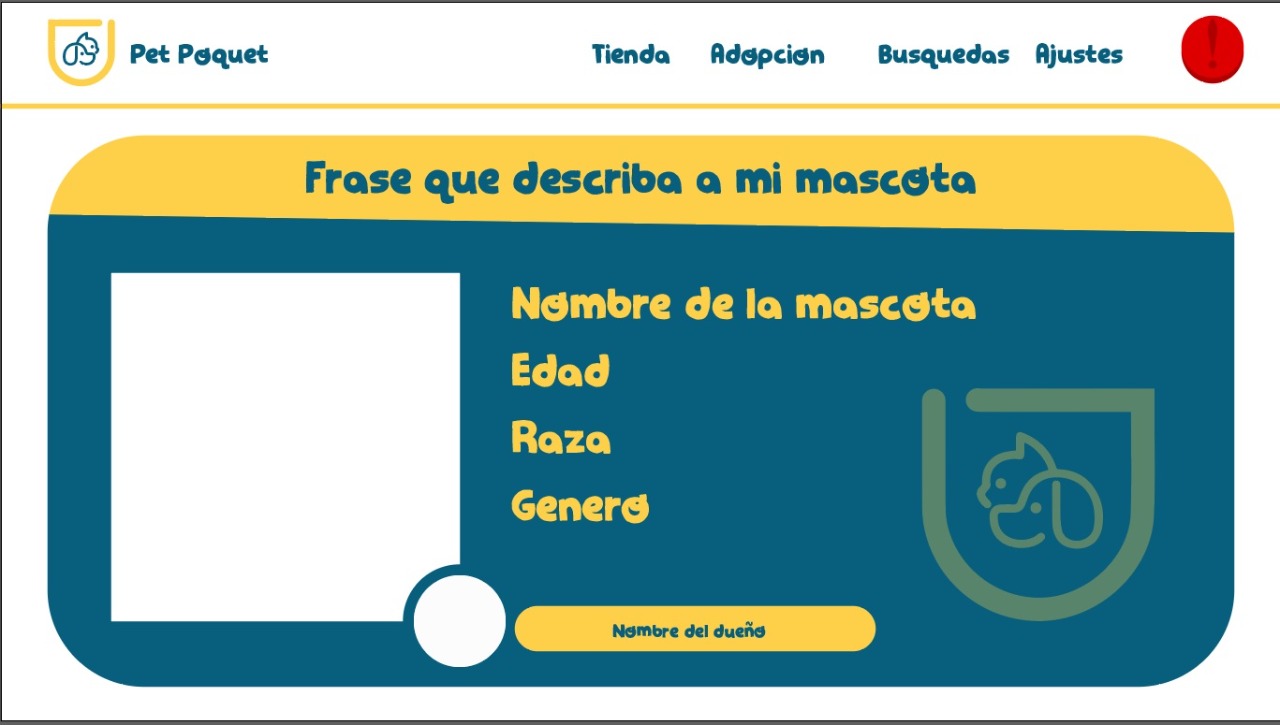 Pet Poquet
Tienda Adopcion Busquedas Ajustes
!
Frase que describa a mi mascota
Nombre de la mascota
Edad
Raza
Genero
Nombre del dueño